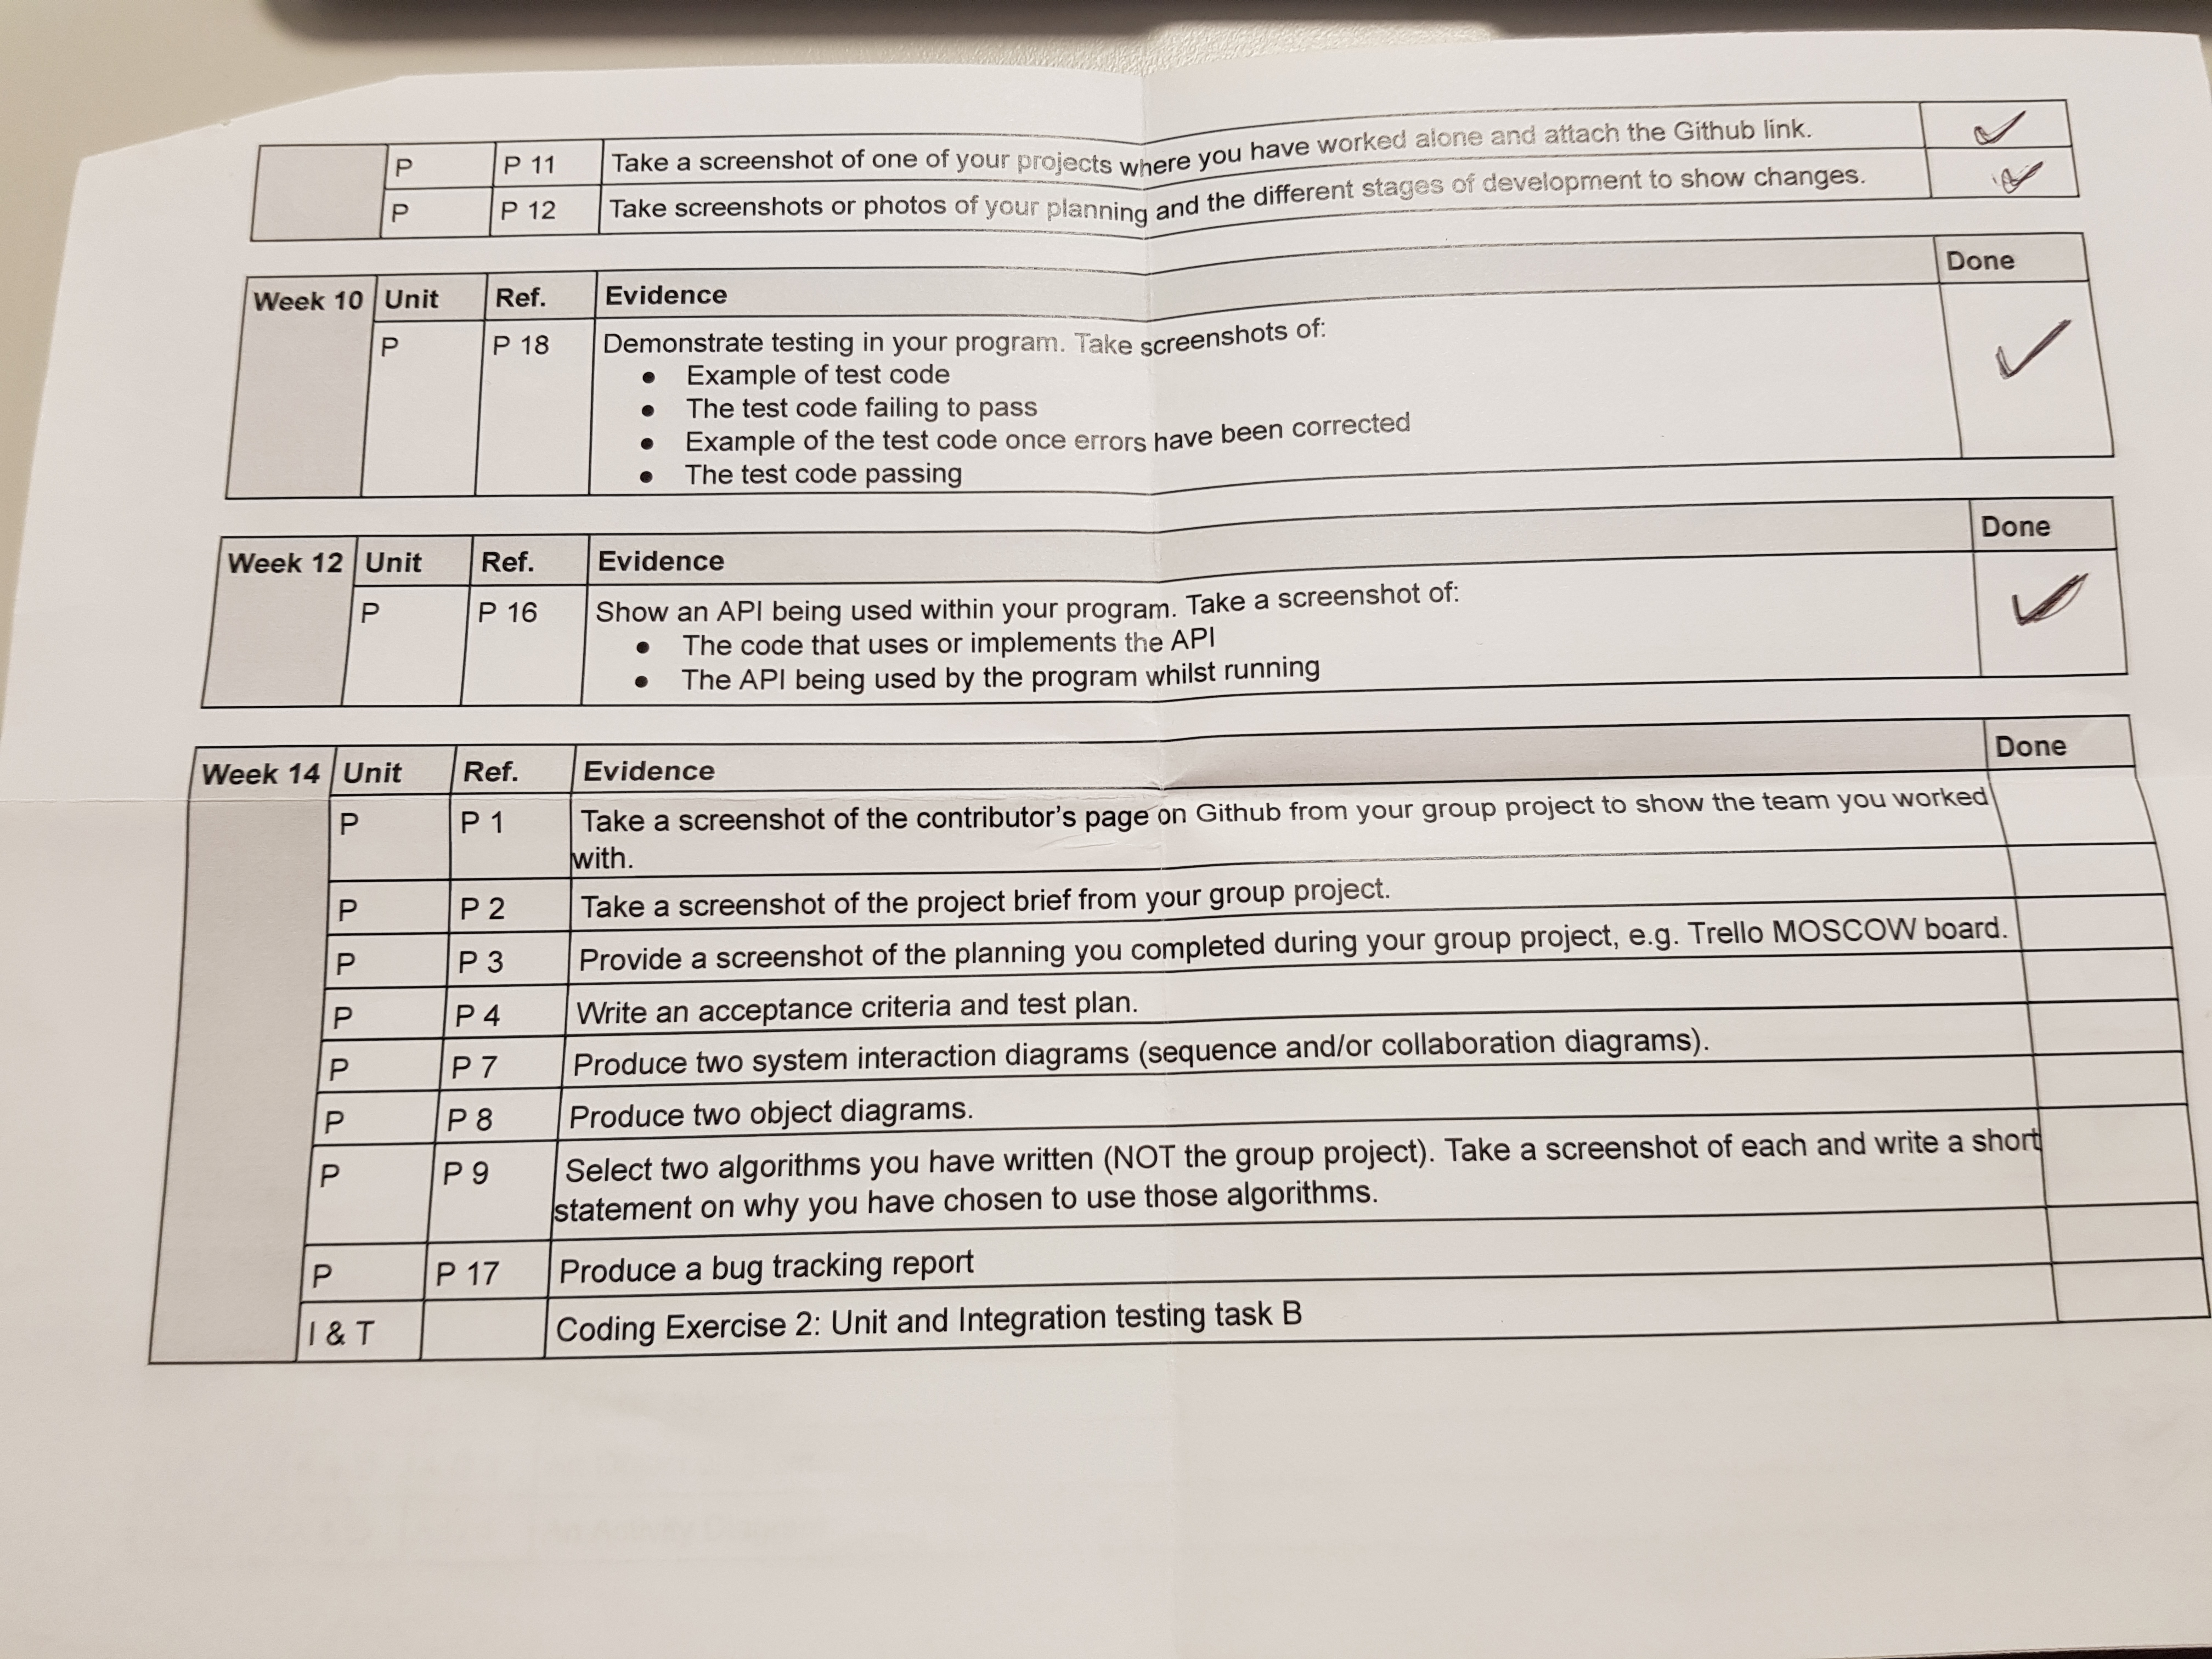 P P 11 Take a screenshot of one of your projects where you have worked alone and attach the Github link. ✓
P P 12 Take screenshots or photos of your planning and the different stages of development to show changes. ✓
Week 10 Unit Ref. Evidence Done
P P 18 Demonstrate testing in your program. Take screenshots of: ✓
● Example of test code
● The test code failing to pass
● Example of the test code once errors have been corrected
● The test code passing
Week 12 Unit Ref. Evidence Done
P P 16 Show an API being used within your program. Take a screenshot of: ✓
● The code that uses or implements the API
● The API being used by the program whilst running
Week 14 Unit Ref. Evidence Done
P P 1 Take a screenshot of the contributor's page on Github from your group project to show the team you worked
with.
P P 2 Take a screenshot of the project brief from your group project.
P P 3 Provide a screenshot of the planning you completed during your group project, e.g. Trello MOSCOW board.
P P 4 Write an acceptance criteria and test plan.
P P 7 Produce two system interaction diagrams (sequence and/or collaboration diagrams).
P P 8 Produce two object diagrams.
P P 9 Select two algorithms you have written (NOT the group project). Take a screenshot of each and write a short
statement on why you have chosen to use those algorithms.
P P 17 Produce a bug tracking report
I & T Coding Exercise 2: Unit and Integration testing task B